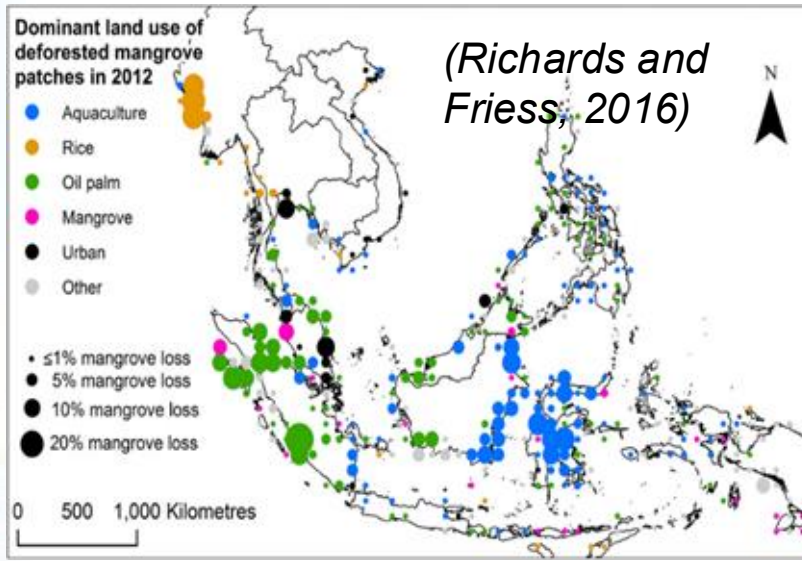 Dominant land use of
deforested mangrove
patches in 2012
Aquaculture
Rice
Oil palm
Mangrove
Urban
Other
≤1% mangrove loss
5% mangrove loss
10% mangrove loss
20% mangrove loss
0 500 1,000 Kilometres
(Richards and
Friess, 2016)
N